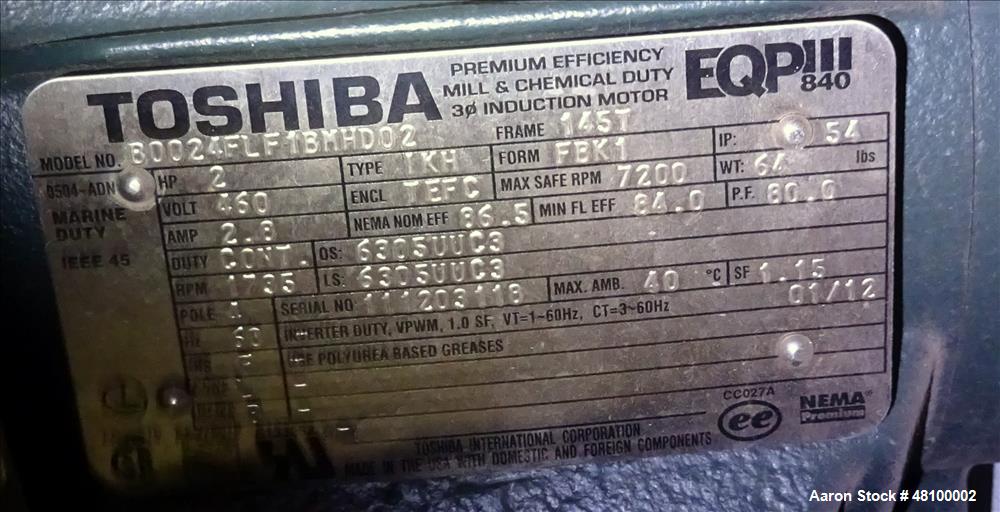 TOSHIBA
PREMIUM EFFICIENCY
MILL & CHEMICAL DUTY
3ø INDUCTION MOTOR
EQPIII
840
MODEL NO. B0024FLF1BMHD02
FRAME 145T
HP 2
TYPE IKH
FORM FBK1
IP: 54
MARINE
DUTY
IEEE 45
VOLT 460
ENCL TEFC
MAX SAFE RPM 7200
WT: 64 lbs
AMP 2.8
NEMA NOM EFF 86.5
MIN FL EFF 84.0
P.F. 80.0
DUTY CONT.
OS: 6305UUC3
RPM 1735
LS: 6305UUC3
MAX. AMB. 40 °C
SF 1.15
POLE
SERIAL NO 111203118
01/12
Hz 60
INVERTER DUTY, VPWM, 1.0 SF, VT=1~60Hz, CT=3~60Hz
USE POLYUREA BASED GREASES
CC027A
ee
NEMA
Premium
TOSHIBA INTERNATIONAL CORPORATION
MADE IN THE USA WITH DOMESTIC AND FOREIGN COMPONENTS
Aaron Stock # 48100002